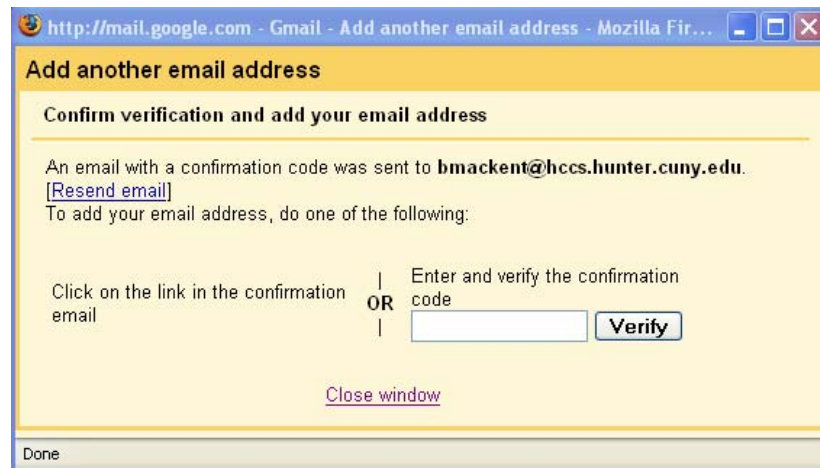 http://mail.google.com - Gmail - Add another email address - Mozilla Fir...
Add another email address
Confirm verification and add your email address
An email with a confirmation code was sent to bmackent@hccs.hunter.cuny.edu.
[Resend email]
To add your email address, do one of the following:
Click on the link in the confirmation
email
|
OR
|
Enter and verify the confirmation
code
Verify
Close window
Done